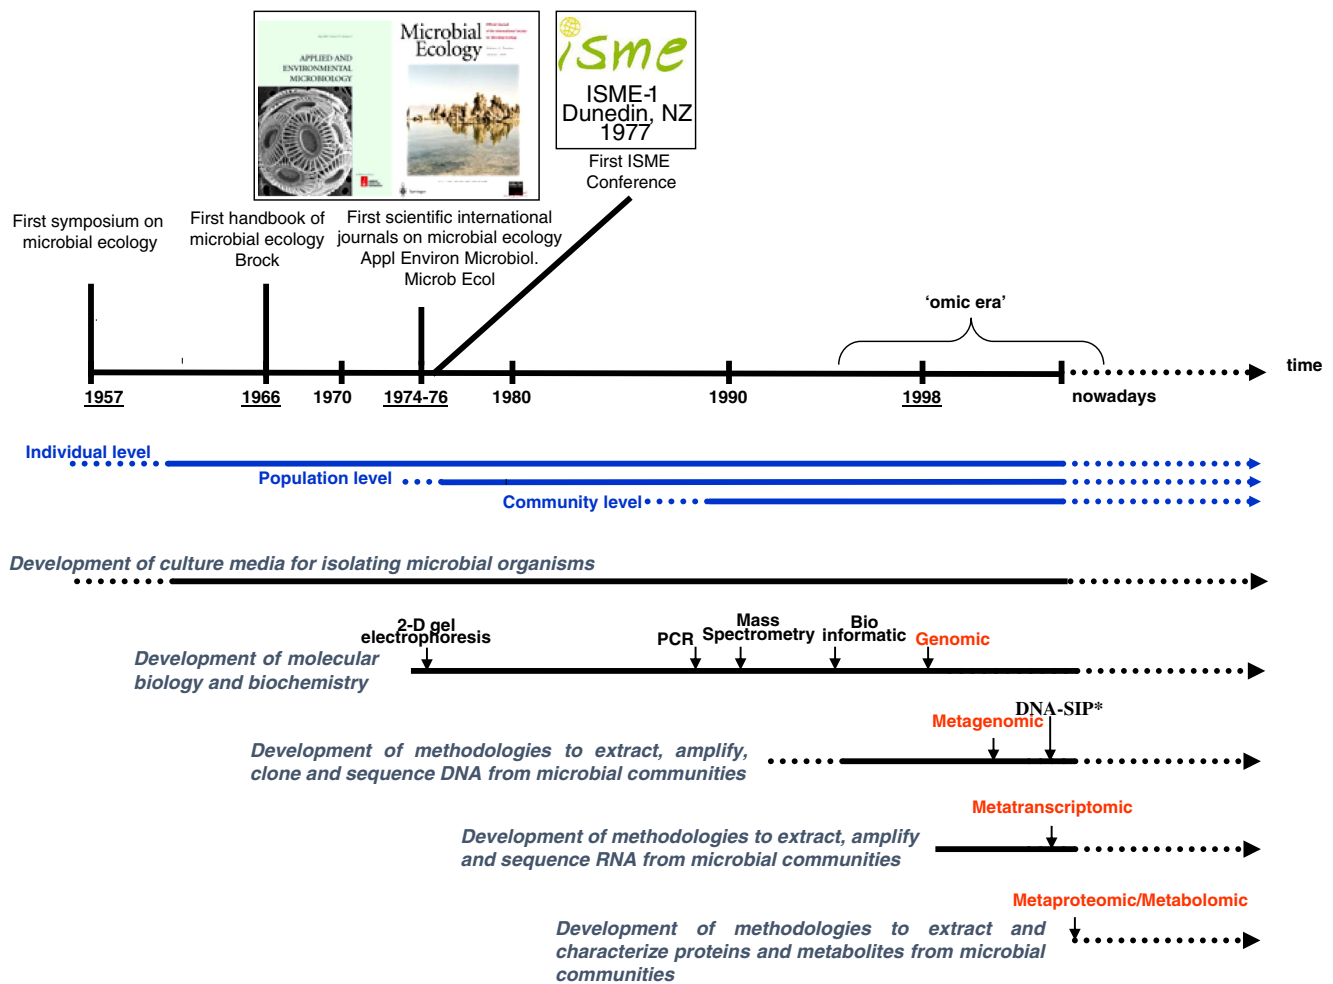 APPLIED AND
ENVIRONMENTAL
MICROBIOLOGY
Microbial
Ecology
Springer
isme
ISME-1
Dunedin, NZ
1977
First ISME
Conference
First symposium on
microbial ecology
First handbook of
microbial ecology
Brock
First scientific international
journals on microbial ecology
Appl Environ Microbiol.
Microb Ecol
'omic era'
time
1957
1966
1970
1974-76
1980
1990
1998
nowadays
Individual level
Population level
Community level
Development of culture media for isolating microbial organisms
2-D gel
electrophoresis
PCR
Mass
Spectrometry
Bio
informatic
Genomic
Development of molecular
biology and biochemistry
DNA-SIP*
Metagenomic
Development of methodologies to extract, amplify,
clone and sequence DNA from microbial communities
Metatranscriptomic
Development of methodologies to extract, amplify
and sequence RNA from microbial communities
Metaproteomic/Metabolomic
Development of methodologies to extract and
characterize proteins and metabolites from microbial
communities